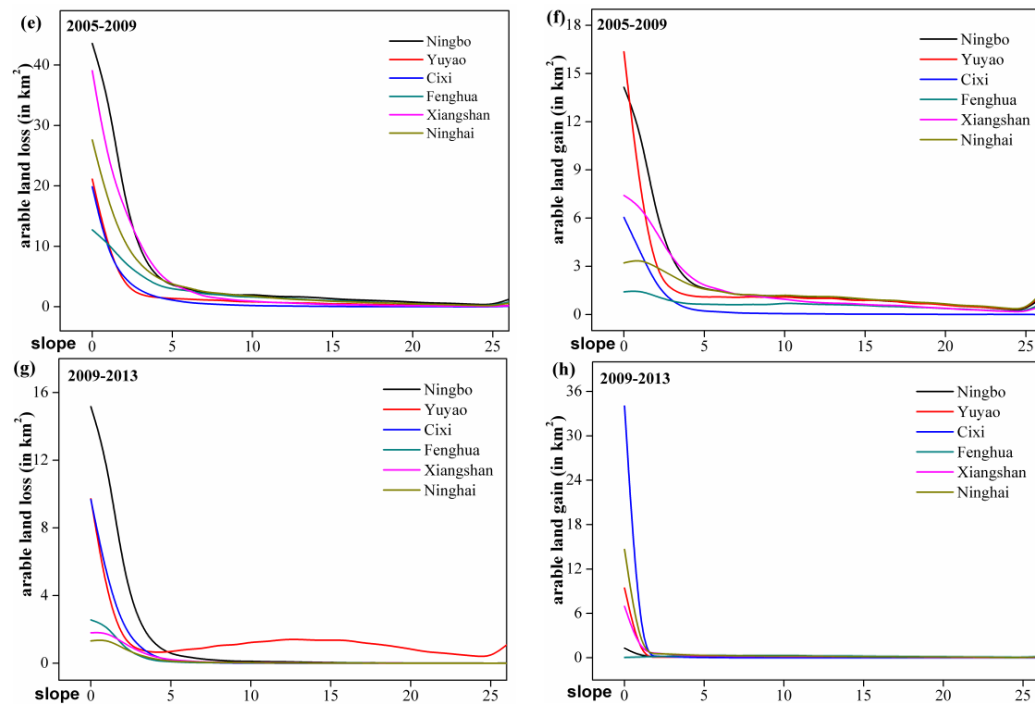 (e)
2005-2009
Ningbo
Yuyao
Cixi
Fenghua
Xiangshan
Ninghai
arable land loss (in km²)
40
30
20
10
0
slope
0 5 10 15 20 25
(f)
2005-2009
Ningbo
Yuyao
Cixi
Fenghua
Xiangshan
Ninghai
arable land gain (in km²)
18
15
12
9
6
3
0
slope
0 5 10 15 20 25
(g)
2009-2013
Ningbo
Yuyao
Cixi
Fenghua
Xiangshan
Ninghai
arable land loss (in km²)
16
12
8
4
0
slope
0 5 10 15 20 25
(h)
2009-2013
Ningbo
Yuyao
Cixi
Fenghua
Xiangshan
Ninghai
arable land gain (in km²)
36
30
24
18
12
6
0
slope
0 5 10 15 20 25